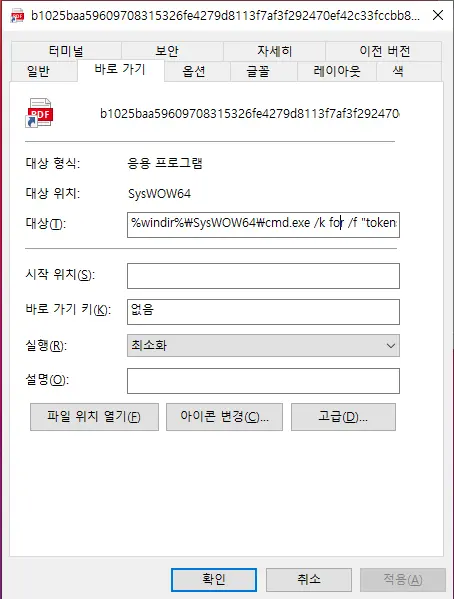 b1025baa59609708315326fe4279d8113f7af3f292470ef42c33fccbb8...
터미널 보안 자세히 이전 버전
일반 바로 가기 옵션 글꼴 레이아웃 색
PDF
b1025baa59609708315326fe4279d8113f7af3f292470e
대상 형식: 응용 프로그램
대상 위치: SysWOW64
대상(T): %windir%₩SysWOW64₩cmd.exe /k for /f "token
시작 위치(S):
바로 가기 키(K): 없음
실행(R): 최소화
설명(O):
파일 위치 열기(F) 아이콘 변경(C)... 고급(D)...
확인 취소 적용(A)